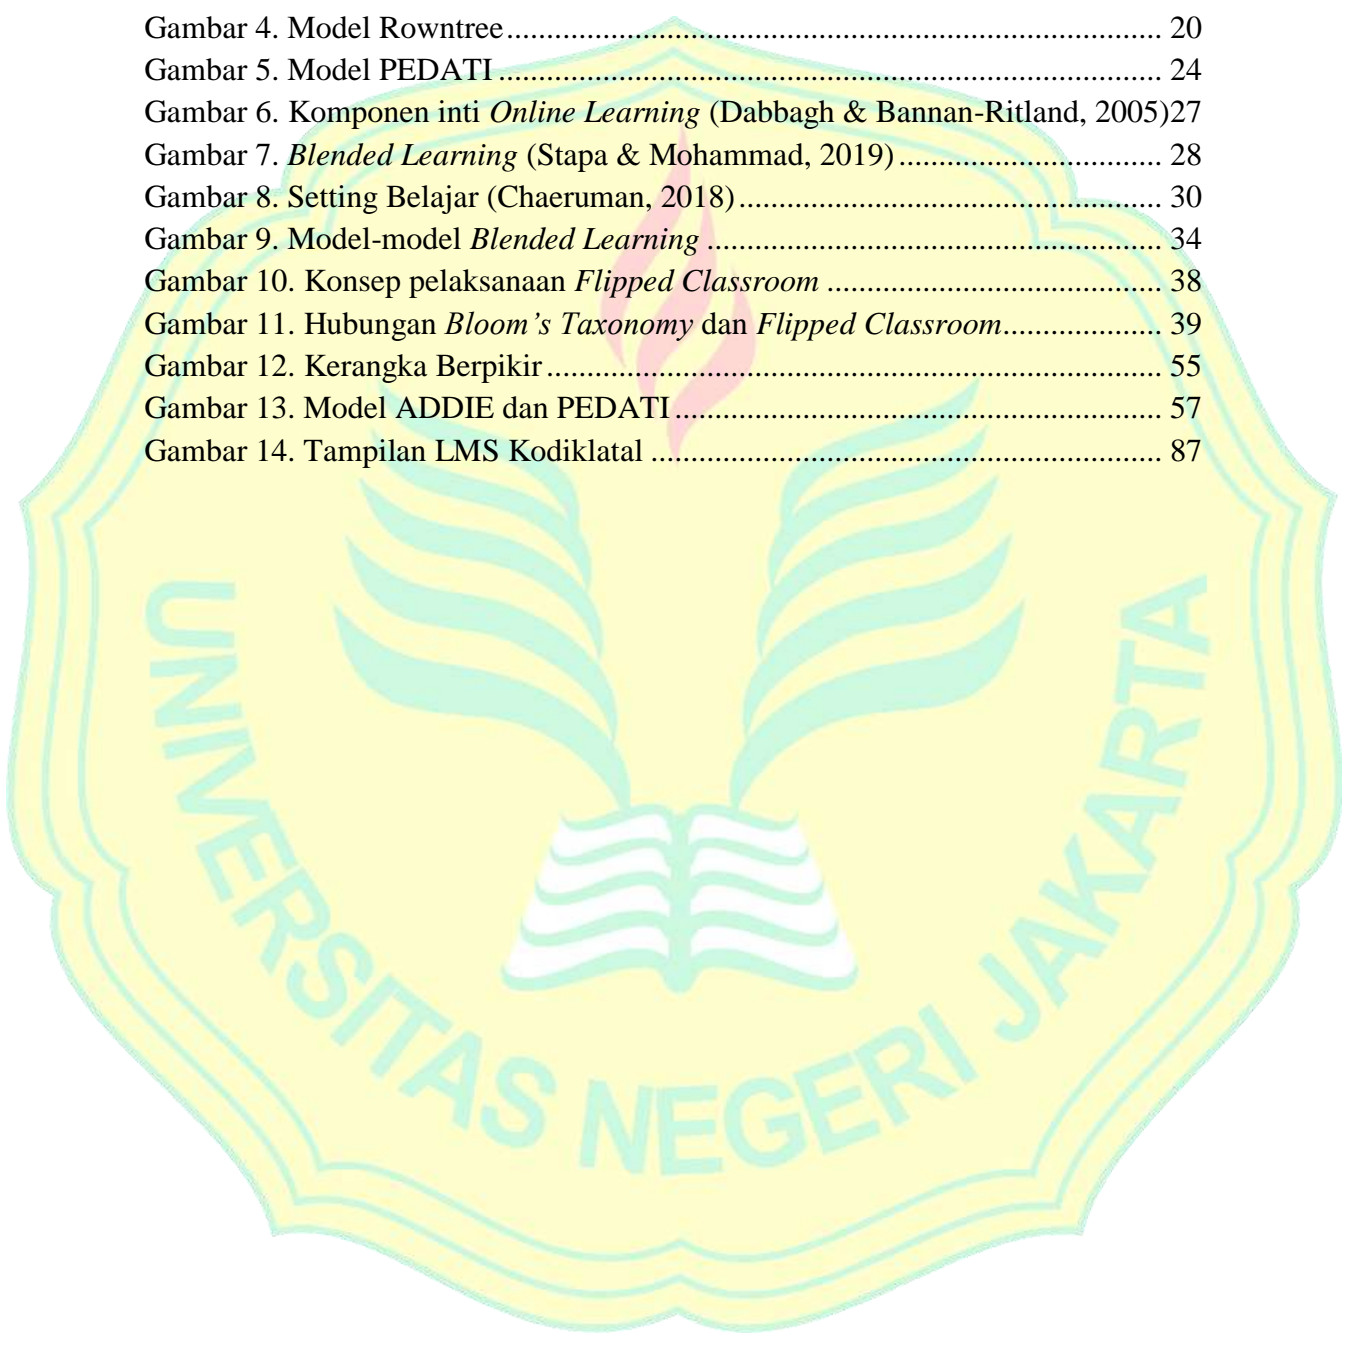 Gambar 4. Model Rowntree.................................................................................. 20
Gambar 5. Model PEDATI................................................................................... 24
Gambar 6. Komponen inti Online Learning (Dabbagh & Bannan-Ritland, 2005)27
Gambar 7. Blended Learning (Stapa & Mohammad, 2019)................................. 28
Gambar 8. Setting Belajar (Chaeruman, 2018)..................................................... 30
Gambar 9. Model-model Blended Learning ......................................................... 34
Gambar 10. Konsep pelaksanaan Flipped Classroom .......................................... 38
Gambar 11. Hubungan Bloom’s Taxonomy dan Flipped Classroom.................... 39
Gambar 12. Kerangka Berpikir............................................................................. 55
Gambar 13. Model ADDIE dan PEDATI............................................................. 57
Gambar 14. Tampilan LMS Kodiklatal ................................................................ 87
UNIVERSITAS NEGERI JAKARTA